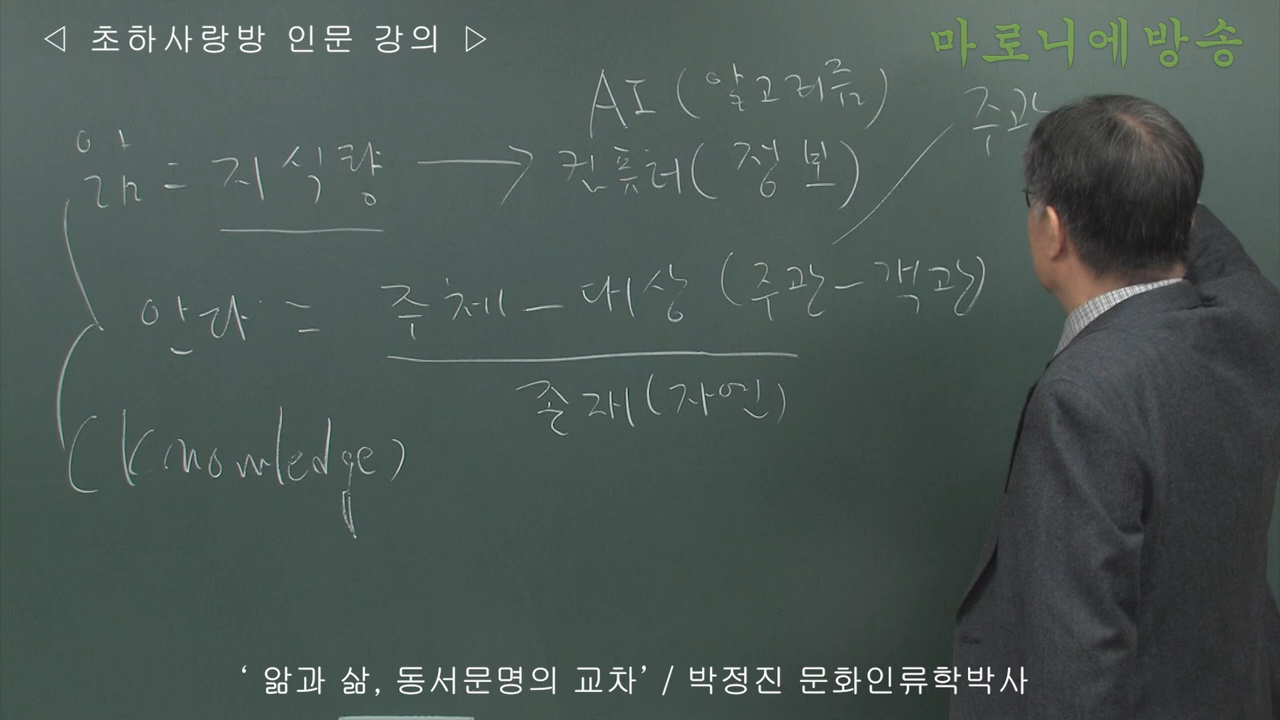 ◁ 초하사랑방 인문 강의 ▷
마로니에방송
AI (알고리즘)
주관
앎 = 지식량 → 컴퓨터( 정보)
안다 = 주체 - 대상 (주관 - 객관)
존재(자연)
(Knowledge)
‘ 앎과 삶, 동서문명의 교차’ / 박정진 문화인류학박사